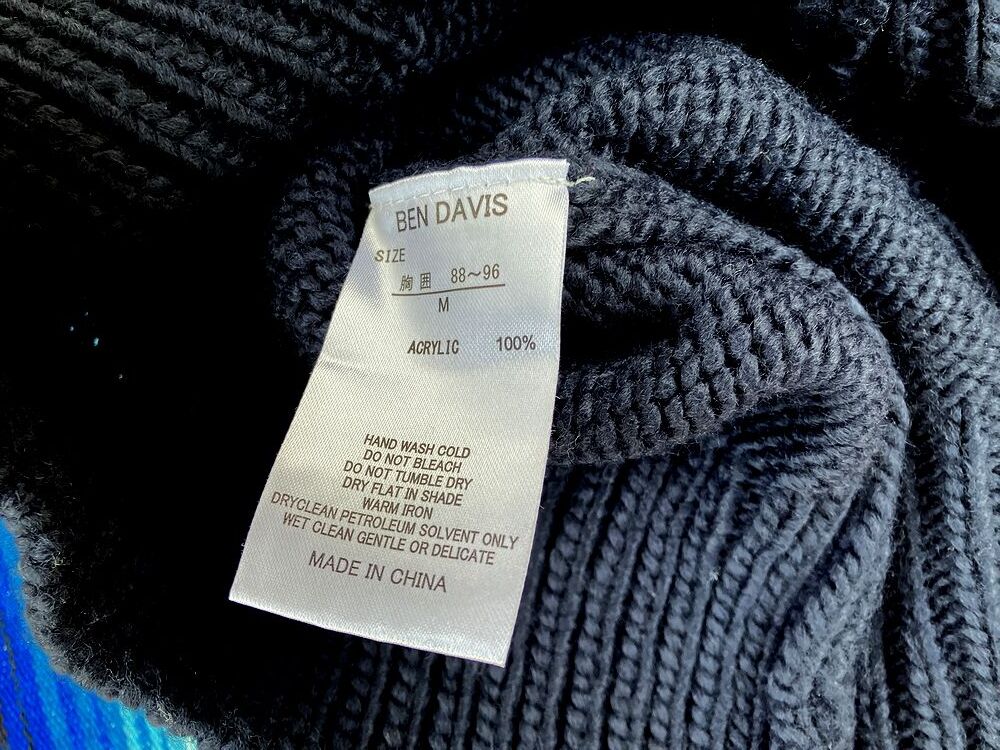 BEN DAVIS
SIZE
胸囲 88～96
M
ACRYLIC 100%
HAND WASH COLD
DO NOT BLEACH
DO NOT TUMBLE DRY
DRY FLAT IN SHADE
WARM IRON
DRYCLEAN PETROLEUM SOLVENT ONLY
WET CLEAN GENTLE OR DELICATE
MADE IN CHINA